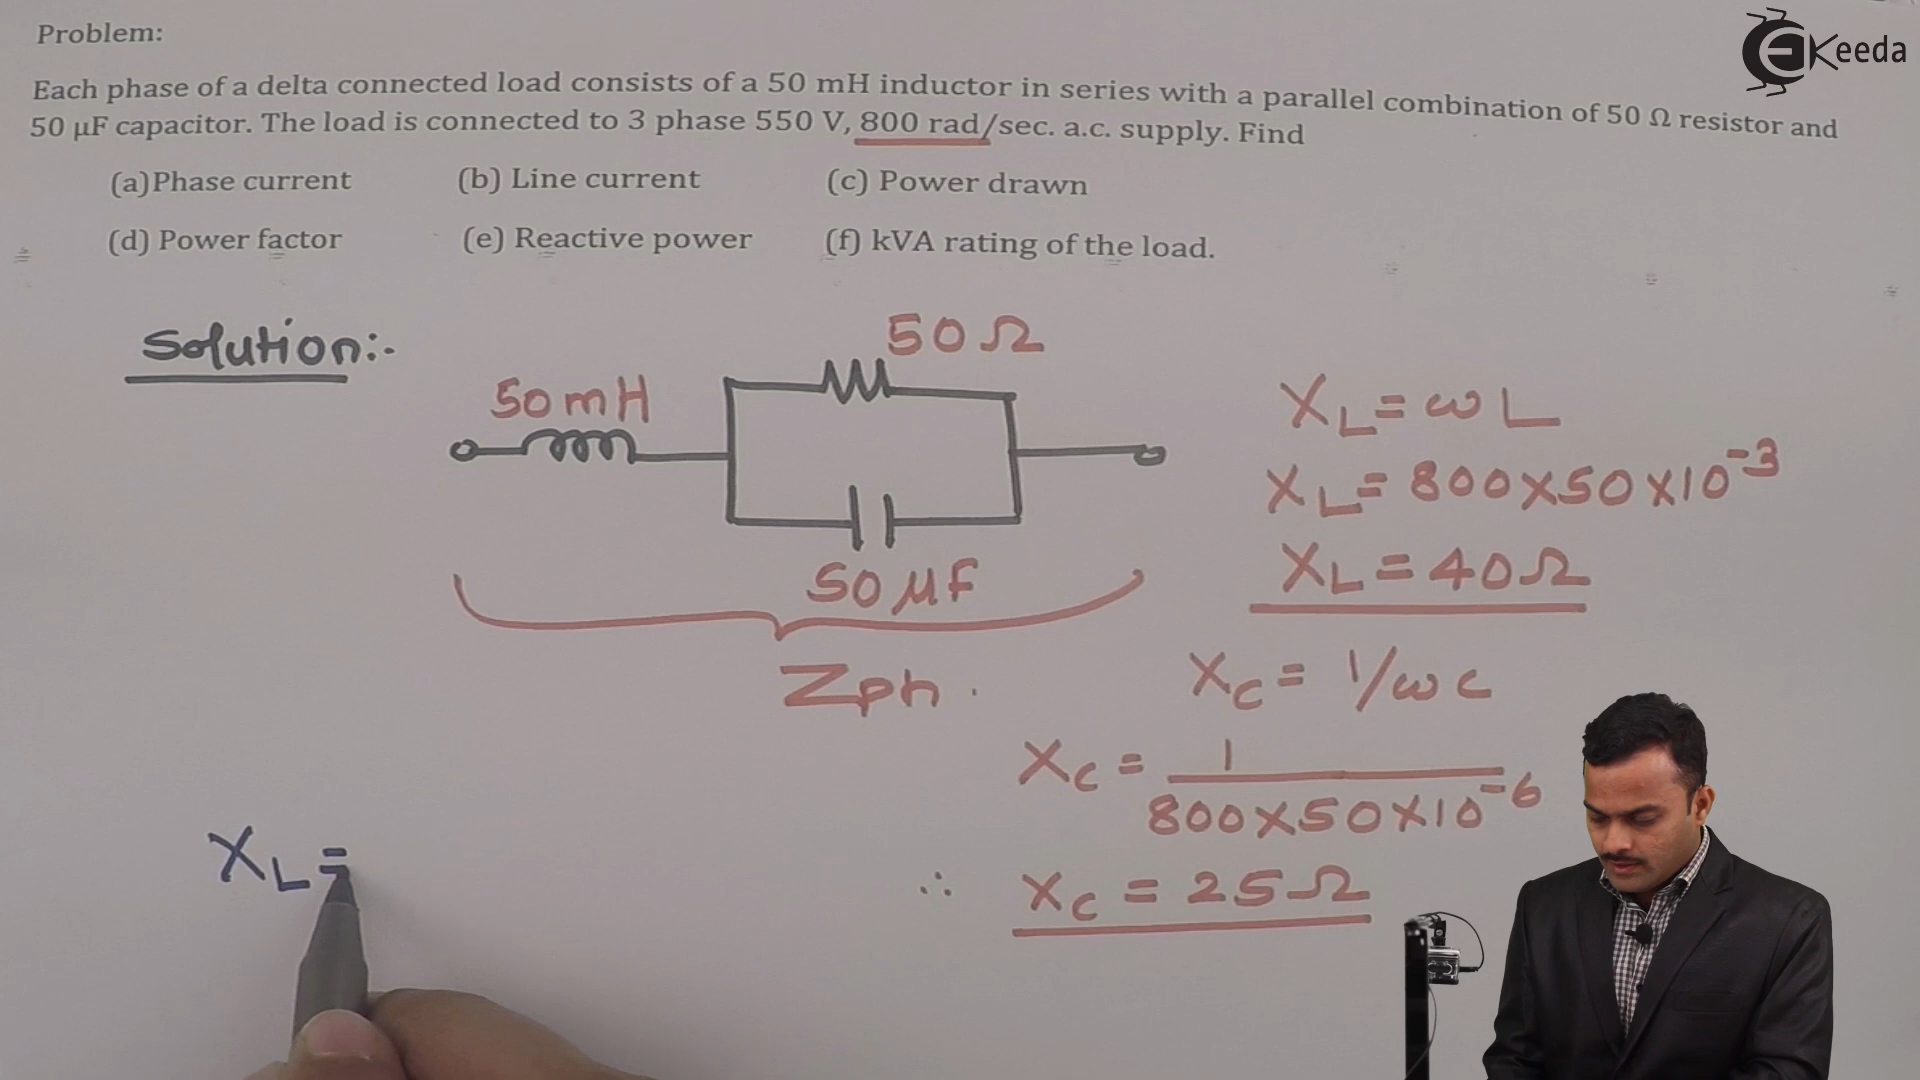 Problem:
Keeda
Each phase of a delta connected load consists of a 50 mH inductor in series with a parallel combination of 50 Ω resistor and
50 μF capacitor. The load is connected to 3 phase 550 V, 800 rad/sec. a.c. supply. Find
(a)Phase current (b) Line current (c) Power drawn
(d) Power factor (e) Reactive power (f) kVA rating of the load.
Solution:-
50Ω
50mH
50μF
Zph.
XL=ωL
XL=800×50×10⁻³
XL=40Ω
XC=1/ωC
XC = 1
800×50×10⁻⁶
∴ XC = 25Ω
XL=